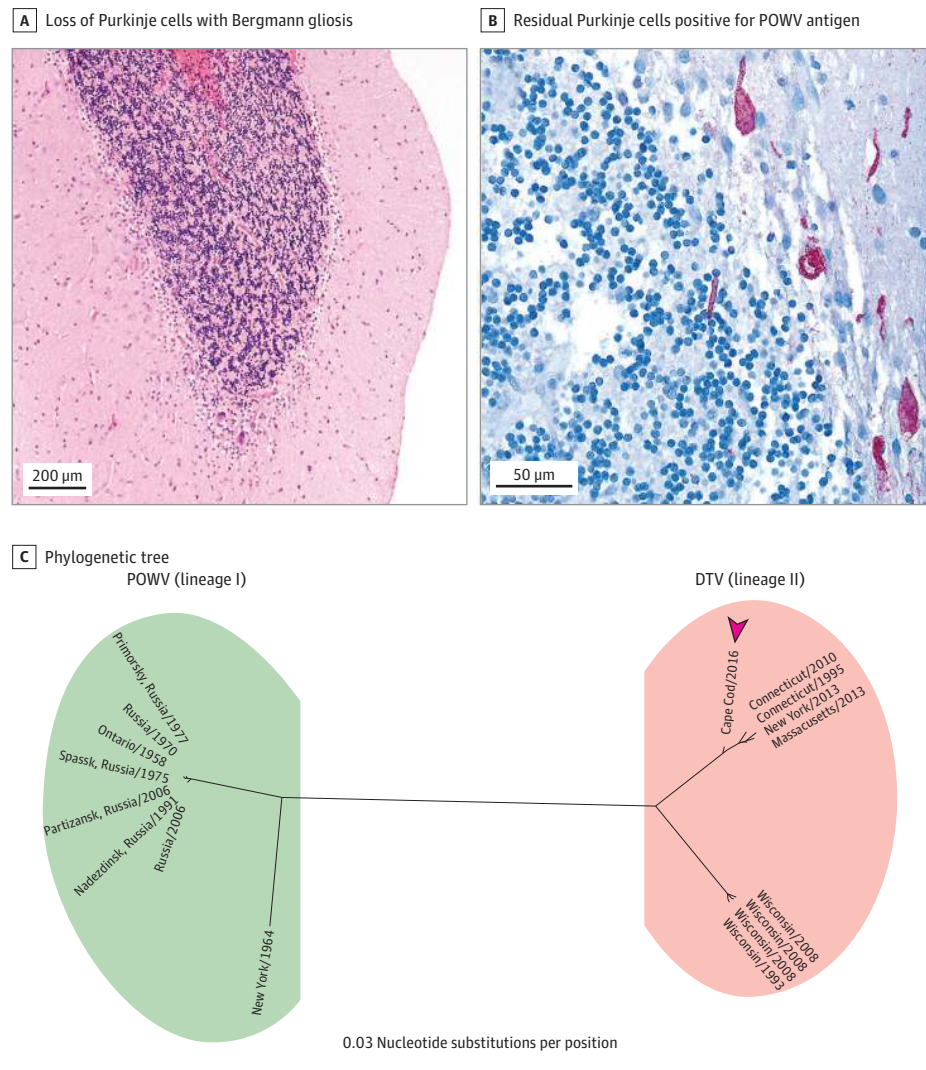 A Loss of Purkinje cells with Bergmann gliosis
B Residual Purkinje cells positive for POWV antigen
200 µm
50 µm
C Phylogenetic tree
POWV (lineage I)
DTV (lineage II)
Primorsky, Russia/1977
Russia/1970
Ontario/1958
Spassk, Russia/1975
Partizansk, Russia/2006
Nadezdinsk, Russia/1991
Russia/2006
New York/1964
Cape Cod/2016
Connecticut/2010
Connecticut/1995
New York/2013
Massacusetts/2013
Wisconsin/2008
Wisconsin/2008
Wisconsin/2008
Wisconsin/1993
0.03 Nucleotide substitutions per position